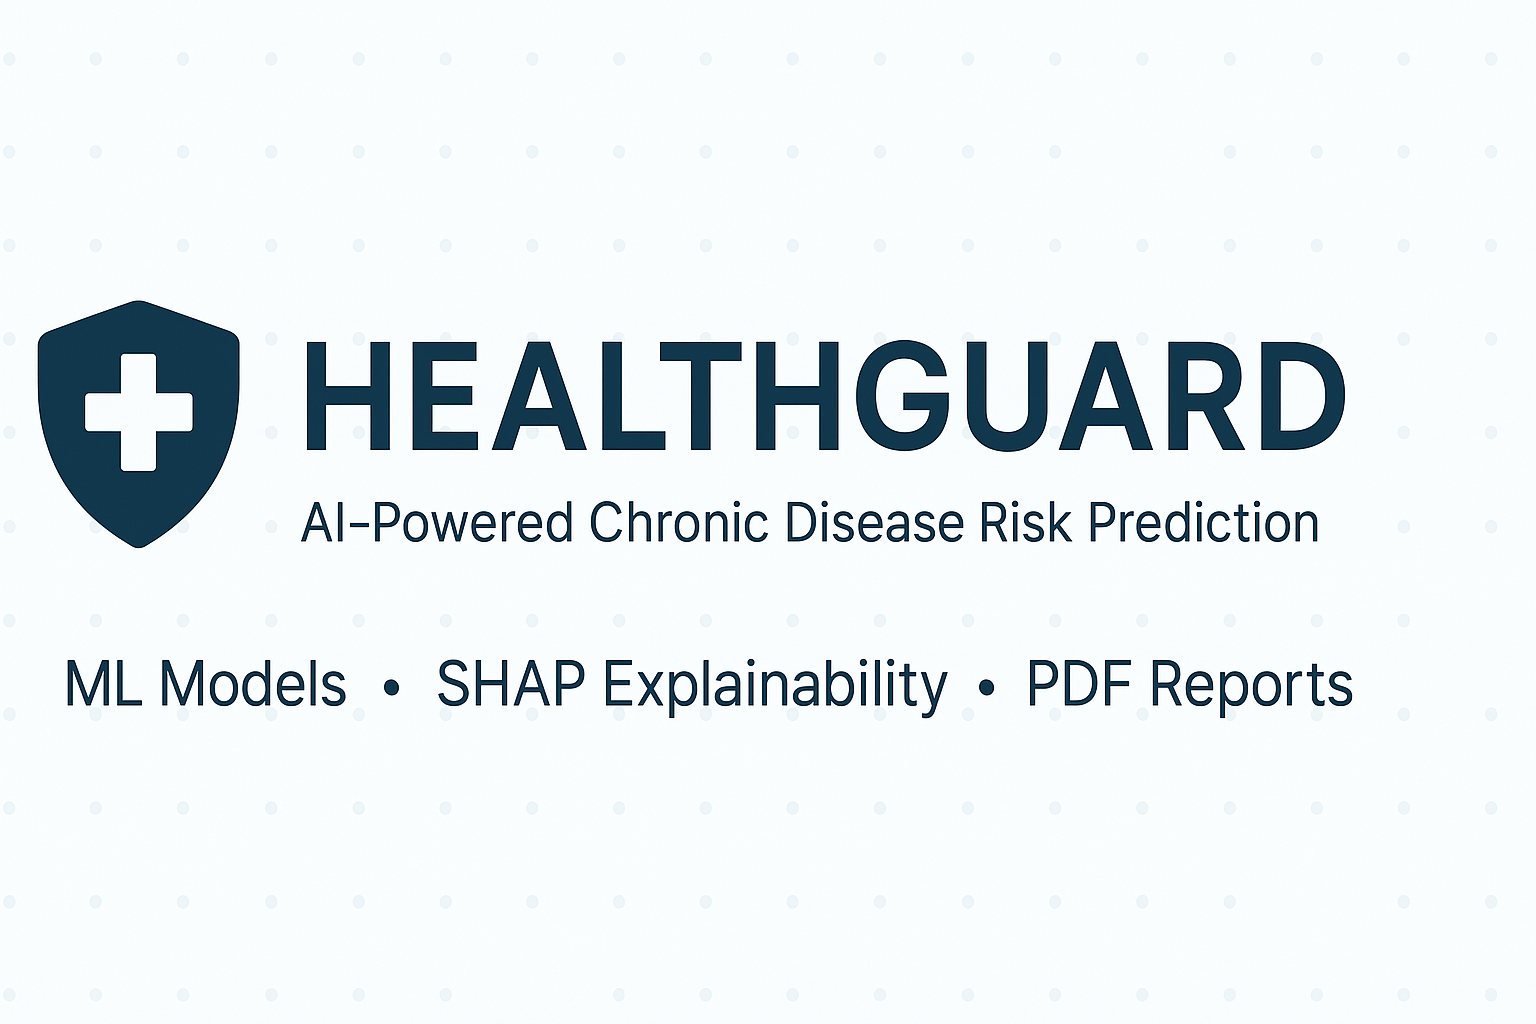 HEALTHGUARD
AI-Powered Chronic Disease Risk Prediction
ML Models • SHAP Explainability • PDF Reports